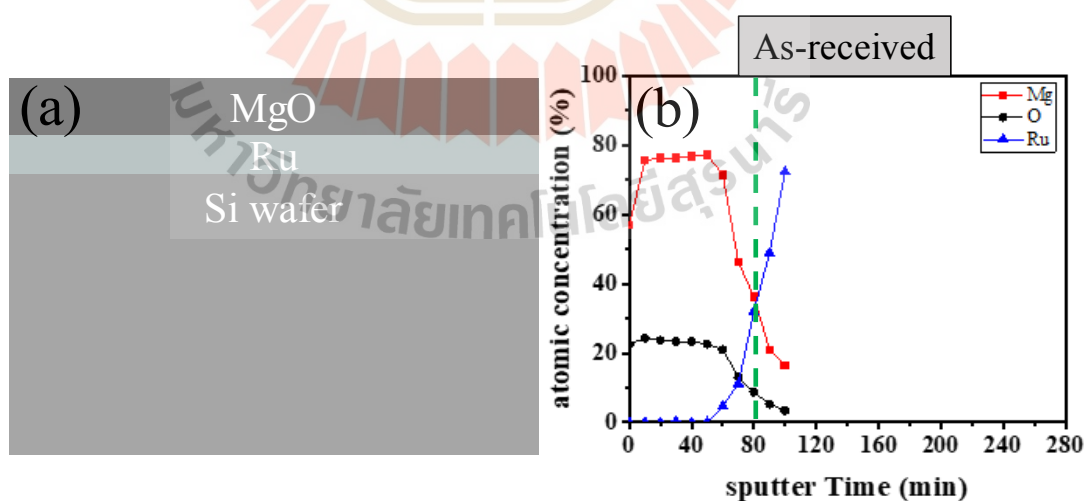 As-received
(a)
MgO
Ru
Si wafer
(b)
Mg
O
Ru
atomic concentration (%)
100
80
60
40
20
0
0 40 80 120 160 200 240 280
sputter Time (min)
มหาวิทยาลัยเทคโนโลยีสุรนารี